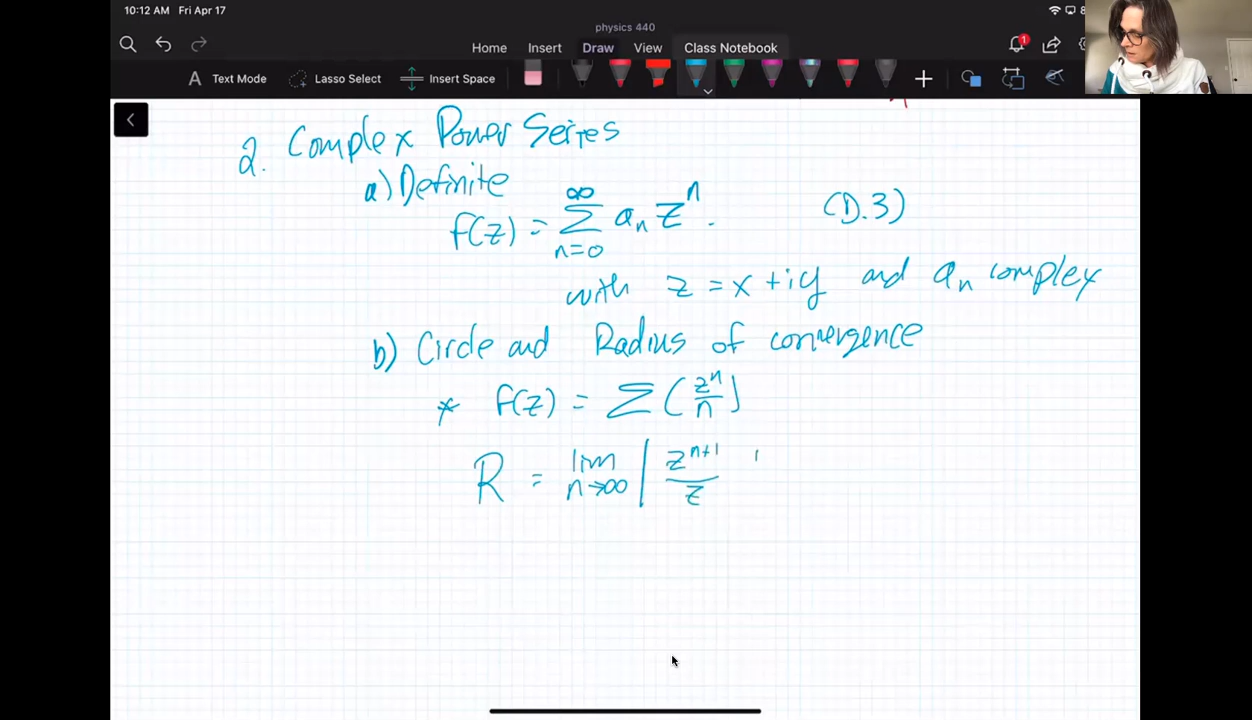 10:12 AM Fri Apr 17
physics 440
Home Insert Draw View Class Notebook
1
A Text Mode Lasso Select Insert Space
2. Complex Power Series
a) Definite
f(z) = ∑_{n=0}^{∞} a_n z^n. (D.3)
with z = x + iy and a_n complex
b) Circle and Radius of convergence
* f(z) = ∑ (z^n/n)
R = lim_{n→∞} | z^{n+1}/z